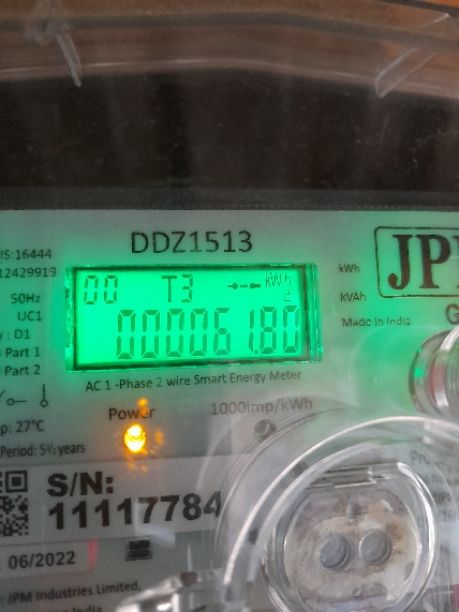 DDZ1513
IS:16444
12429919
50Hz
UC1
: D1
Part 1
Part 2
p: 27°C
Period: 5½ years
00 T3 kWh
00006180
kWh
kVAh
Made In India
JP
G
AC 1 -Phase 2 wire Smart Energy Meter
Power
1000imp/kWh
S/N:
11117784
06/2022
JPM Industries Limited,
India